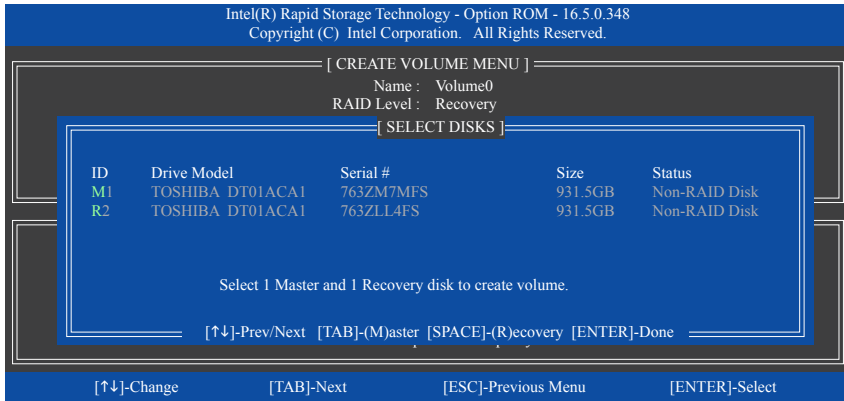 Intel(R) Rapid Storage Technology - Option ROM - 16.5.0.348
Copyright (C) Intel Corporation. All Rights Reserved.
[ CREATE VOLUME MENU ]
Name : Volume0
RAID Level : Recovery
[ SELECT DISKS ]
ID Drive Model Serial # Size Status
M1 TOSHIBA DT01ACA1 763ZM7MFS 931.5GB Non-RAID Disk
R2 TOSHIBA DT01ACA1 763ZLL4FS 931.5GB Non-RAID Disk
Select 1 Master and 1 Recovery disk to create volume.
[↑↓]-Prev/Next [TAB]-(M)aster [SPACE]-(R)ecovery [ENTER]-Done
[↑↓]-Change [TAB]-Next [ESC]-Previous Menu [ENTER]-Select